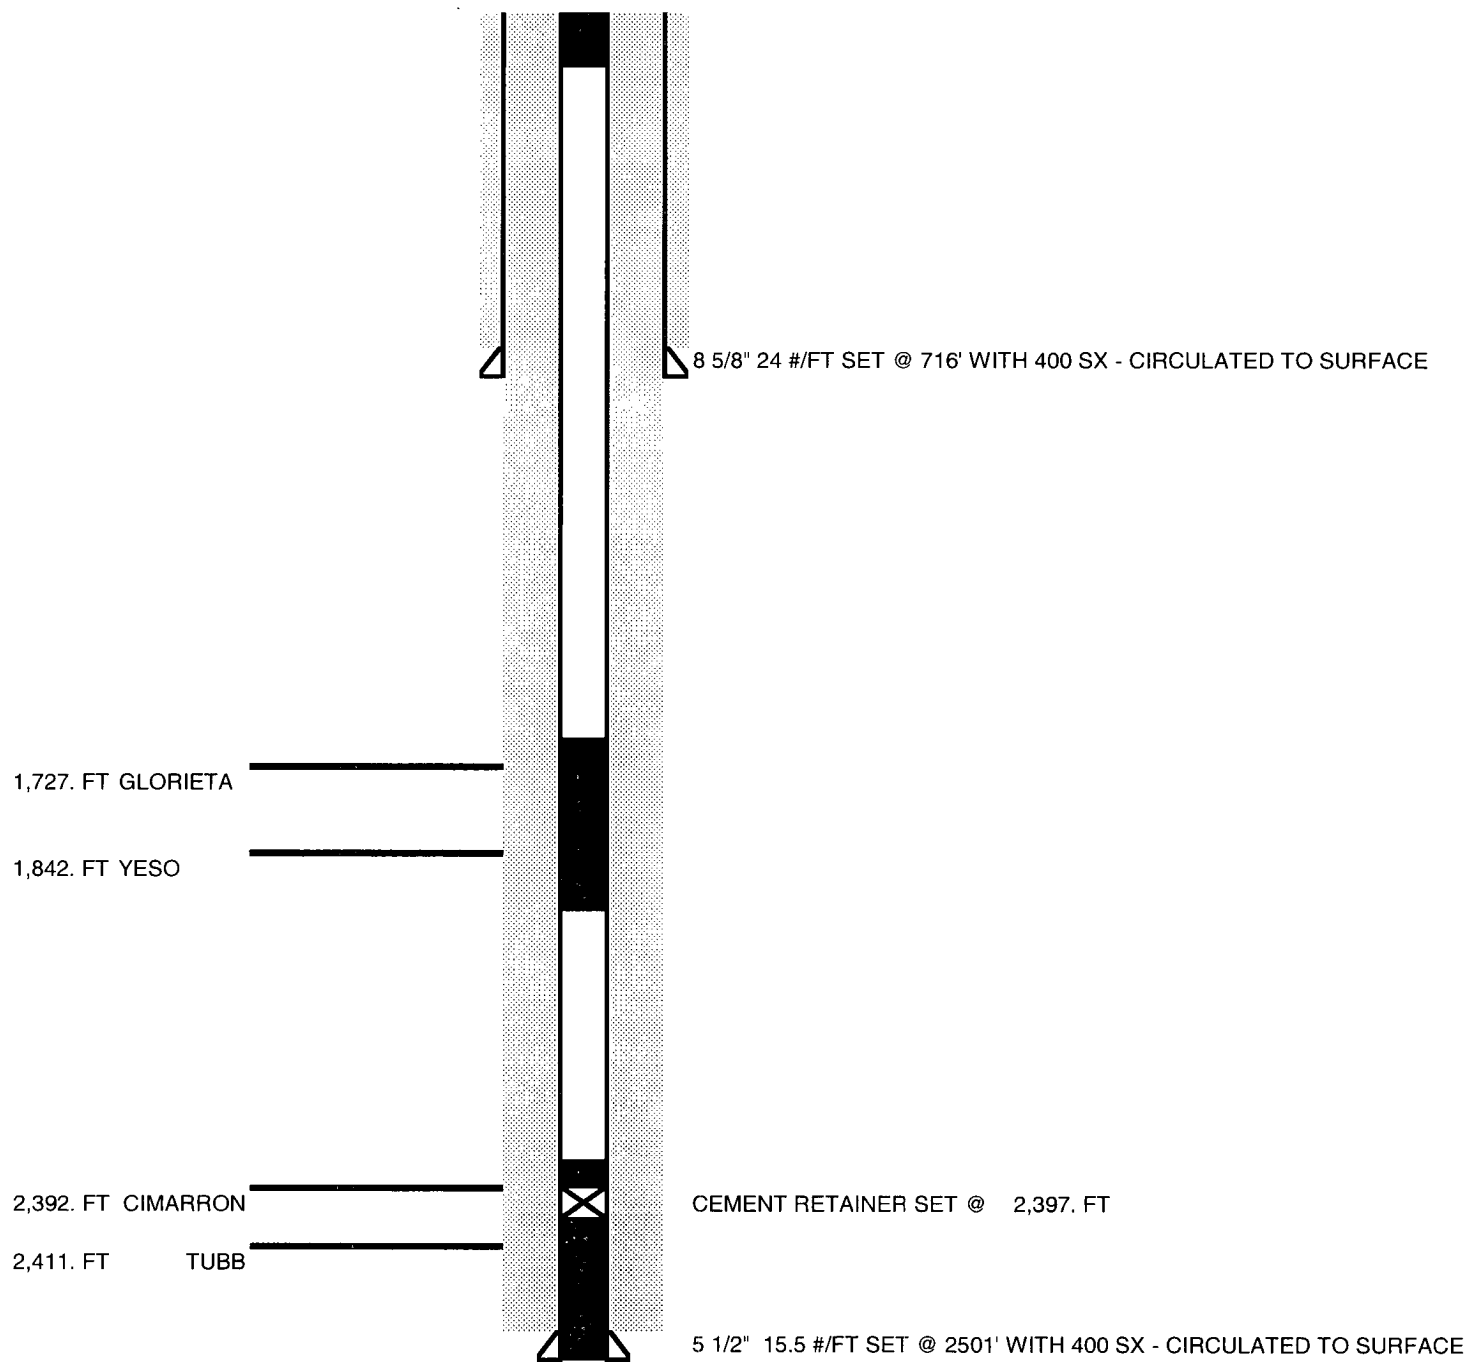 8 5/8" 24 #/FT SET @ 716' WITH 400 SX - CIRCULATED TO SURFACE
1,727. FT GLORIETA
1,842. FT YESO
2,392. FT CIMARRON
CEMENT RETAINER SET @ 2,397. FT
2,411. FT TUBB
5 1/2" 15.5 #/FT SET @ 2501' WITH 400 SX - CIRCULATED TO SURFACE